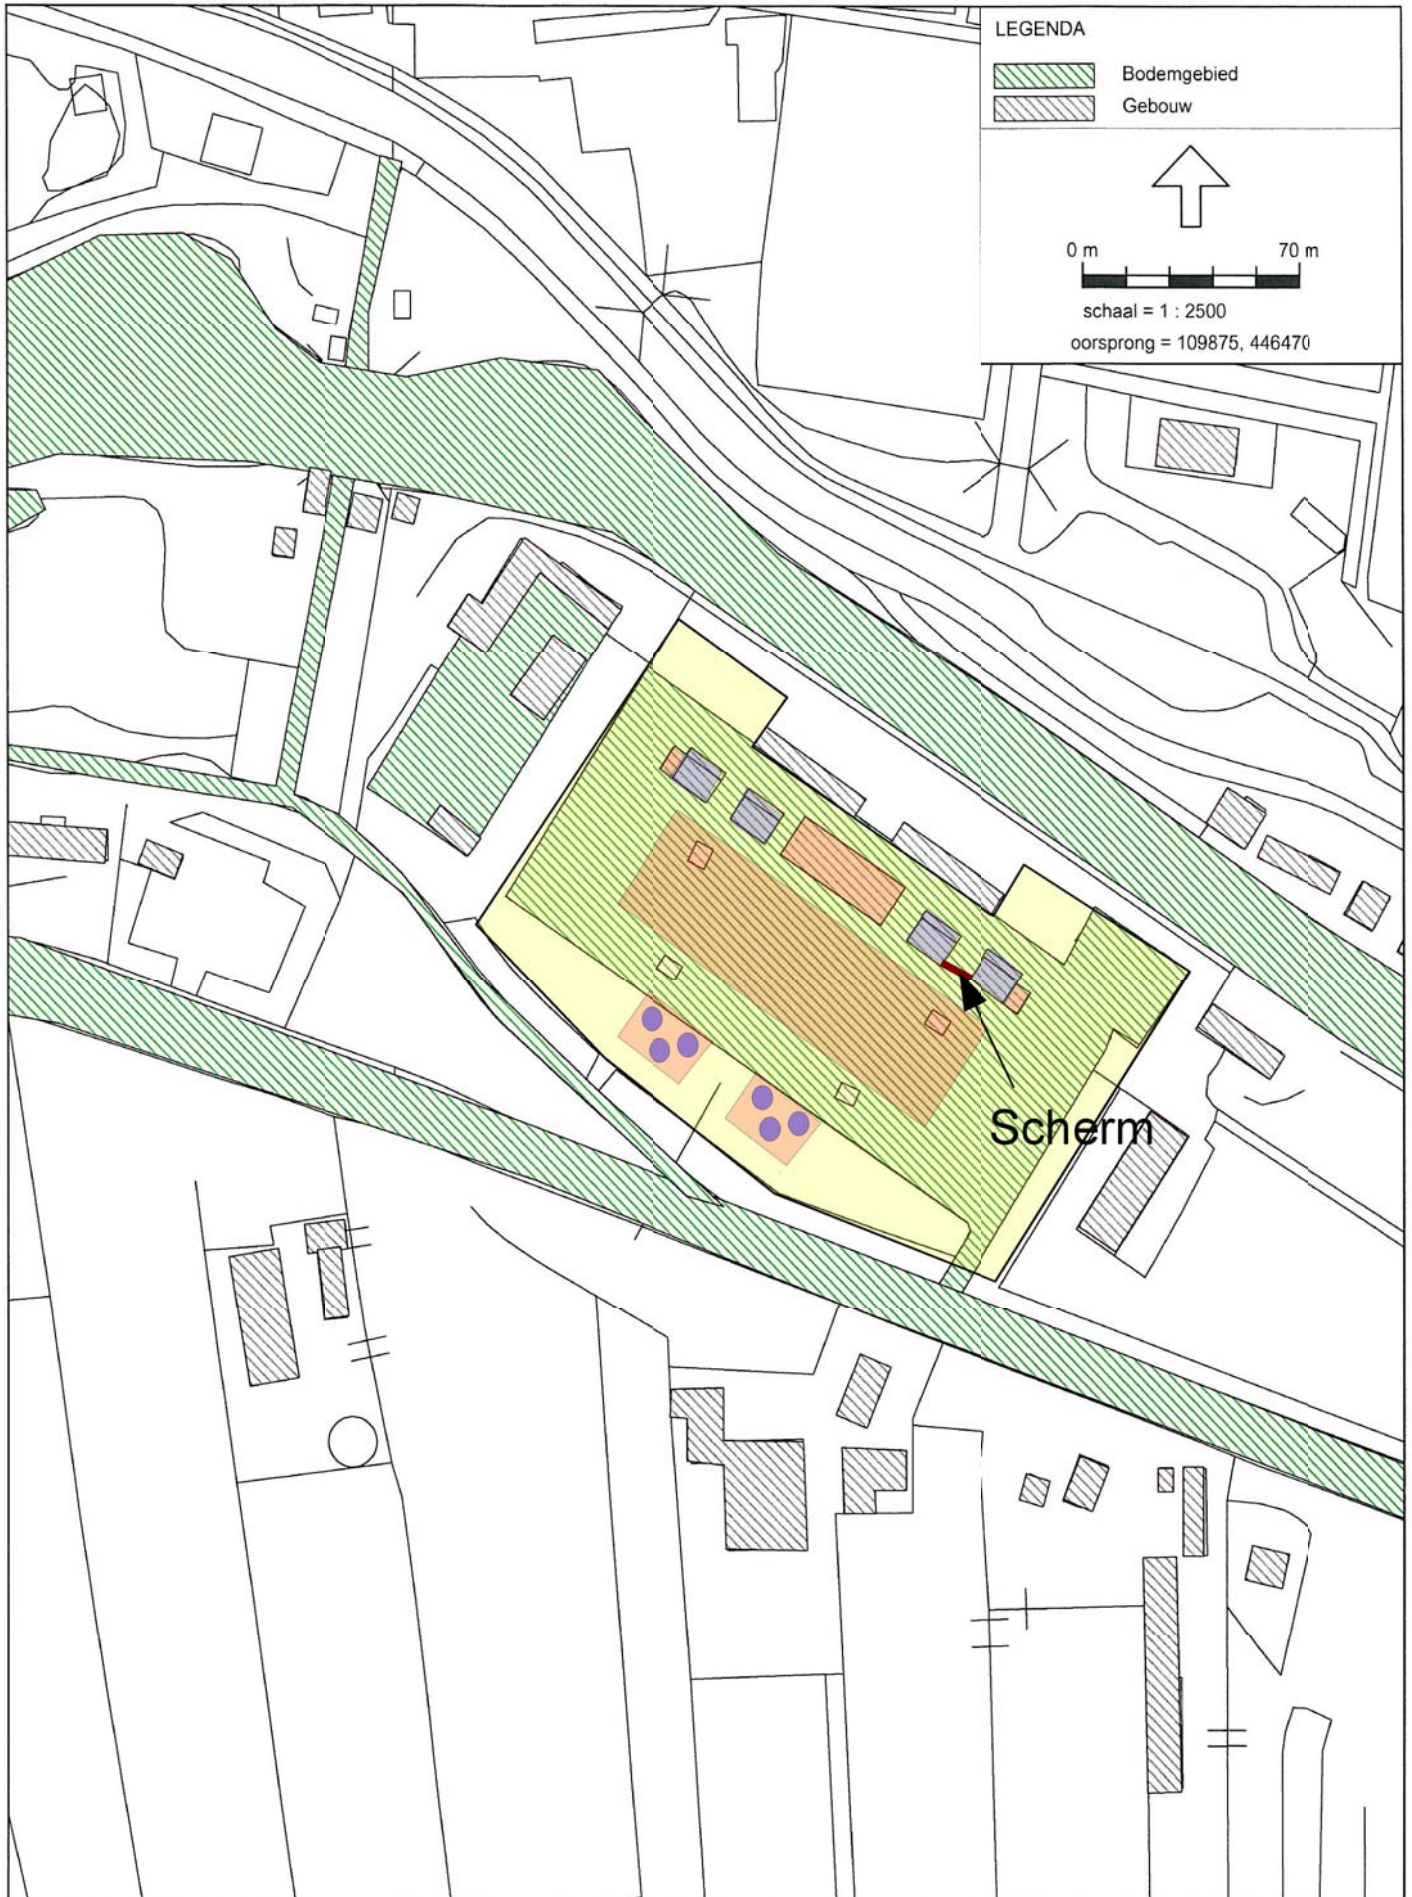 LEGENDA
Bodemgebied
Gebouw
0 m 70 m
schaal = 1 : 2500
oorsprong = 109875, 446470
Scherm